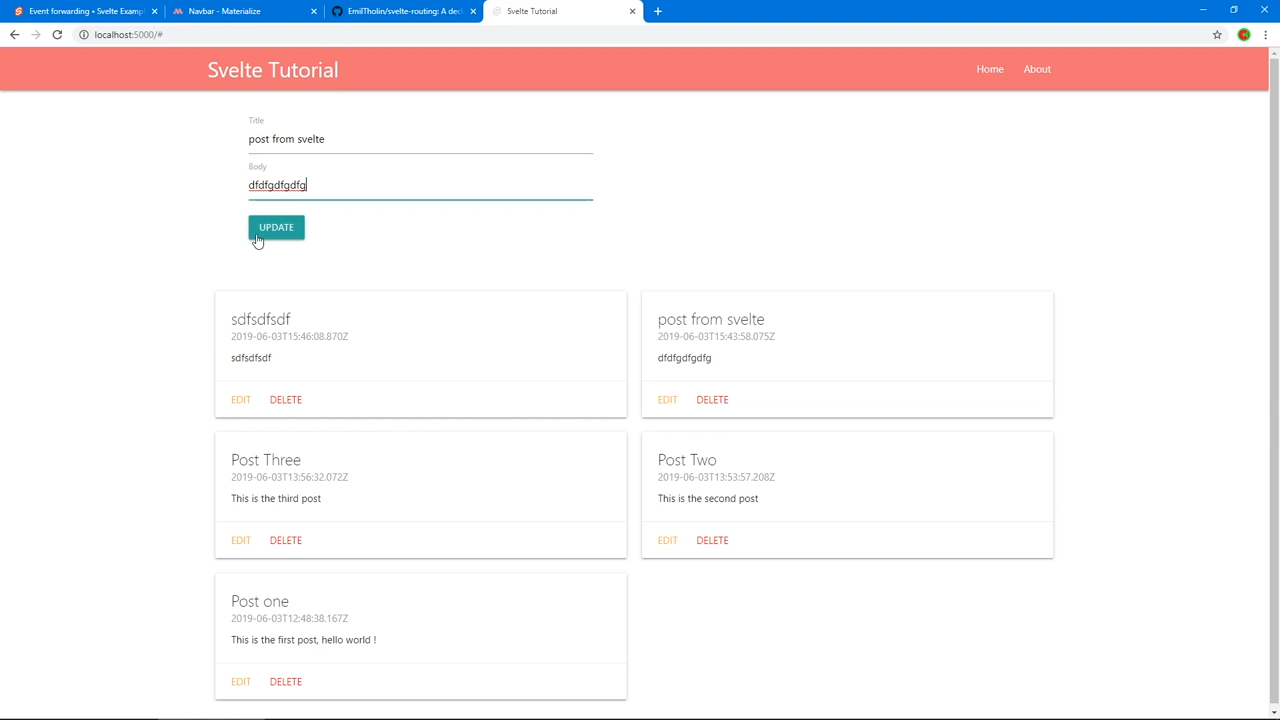 Event forwarding • Svelte Exampl
Navbar - Materialize
EmilTholin/svelte-routing: A decl
Svelte Tutorial
localhost:5000/#
Svelte Tutorial
Home
About
Title
post from svelte
Body
dfdfgdfgdfg
UPDATE
sdfsdfsdf
2019-06-03T15:46:08.870Z
sdfsdfsdf
EDIT
DELETE
post from svelte
2019-06-03T15:43:58.075Z
dfdfgdfgdfg
EDIT
DELETE
Post Three
2019-06-03T13:56:32.072Z
This is the third post
EDIT
DELETE
Post Two
2019-06-03T13:53:57.208Z
This is the second post
EDIT
DELETE
Post one
2019-06-03T12:48:38.167Z
This is the first post, hello world !
EDIT
DELETE